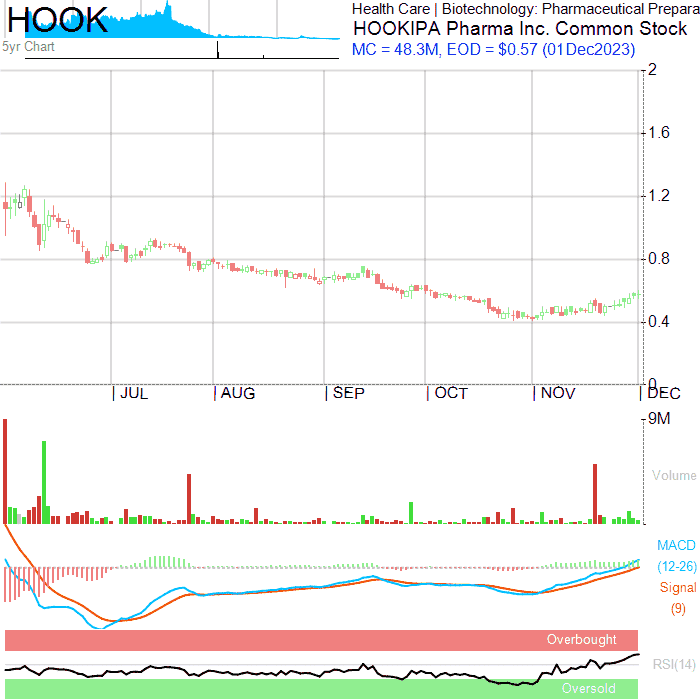 HOOK
5yr Chart
Health Care | Biotechnology: Pharmaceutical Prepara
HOOKIPA Pharma Inc. Common Stock
MC = 48.3M, EOD = $0.57 (01Dec2023)
2
1.6
1.2
0.8
0.4
0
| JUL | AUG | SEP | OCT | NOV | DEC
9M
Volume
MACD
(12-26)
Signal
(9)
Overbought
RSI(14)
Oversold